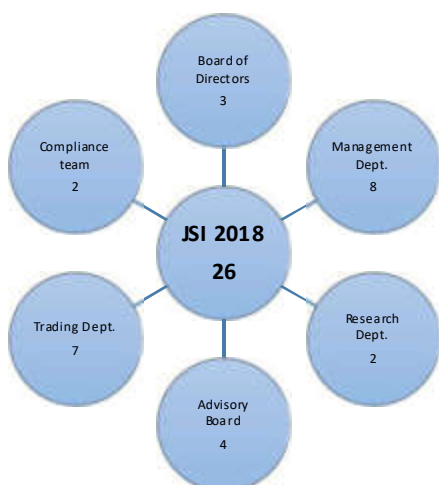 Board of
Directors
3
Compliance
team
2
Management
Dept.
8
JSI 2018
26
Trading Dept.
7
Research
Dept.
2
Advisory
Board
4